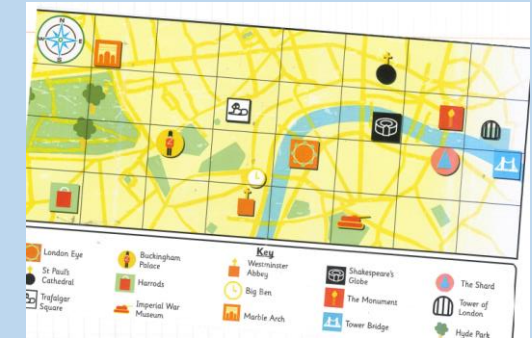 Key
London Eye
St Paul's
Cathedral
Trafalgar
Square
Buckingham
Palace
Harrods
Imperial War
Museum
Westminster
Abbey
Big Ben
Marble Arch
Shakespeare's
Globe
The Monument
Tower Bridge
The Shard
Tower of
London
Hyde Park